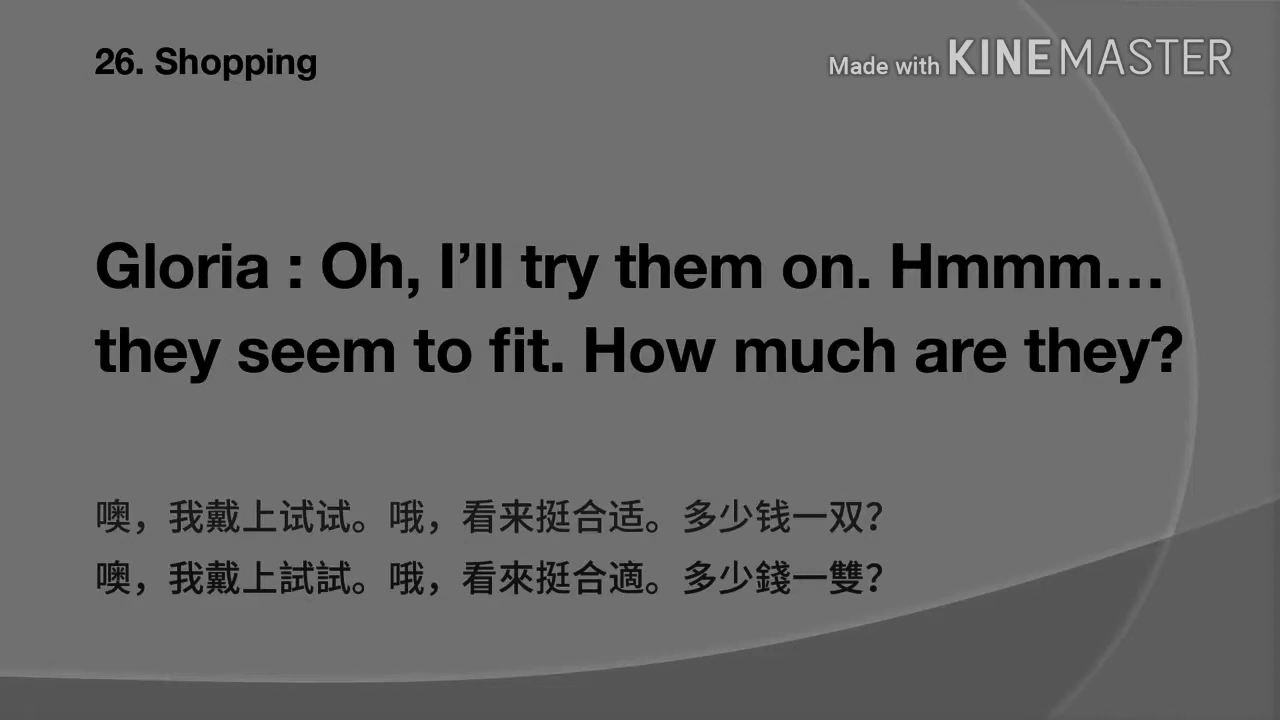 26. Shopping
Made with KINEMASTER
Gloria : Oh, I’ll try them on. Hmmm…
they seem to fit. How much are they?
噢，我戴上试试。哦，看来挺合适。多少钱一双？
噢，我戴上試試。哦，看來挺合適。多少錢一雙？